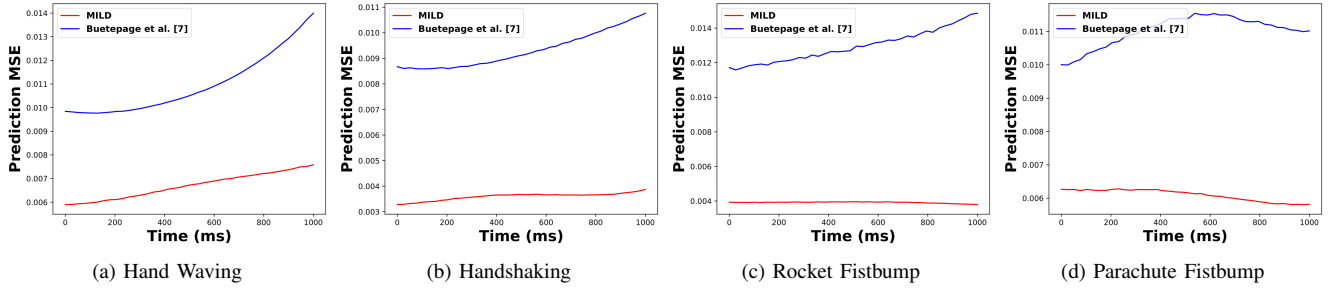 MILD
Buetepage et al. [7]
Prediction MSE
0.014
0.013
0.012
0.011
0.010
0.009
0.008
0.007
0.006
0 200 400 600 800 1000
Time (ms)
(a) Hand Waving
MILD
Buetepage et al. [7]
Prediction MSE
0.011
0.010
0.009
0.008
0.007
0.006
0.005
0.004
0.003
0 200 400 600 800 1000
Time (ms)
(b) Handshaking
MILD
Buetepage et al. [7]
Prediction MSE
0.014
0.012
0.010
0.008
0.006
0.004
0 200 400 600 800 1000
Time (ms)
(c) Rocket Fistbump
MILD
Buetepage et al. [7]
Prediction MSE
0.011
0.010
0.009
0.008
0.007
0.006
0 200 400 600 800 1000
Time (ms)
(d) Parachute Fistbump